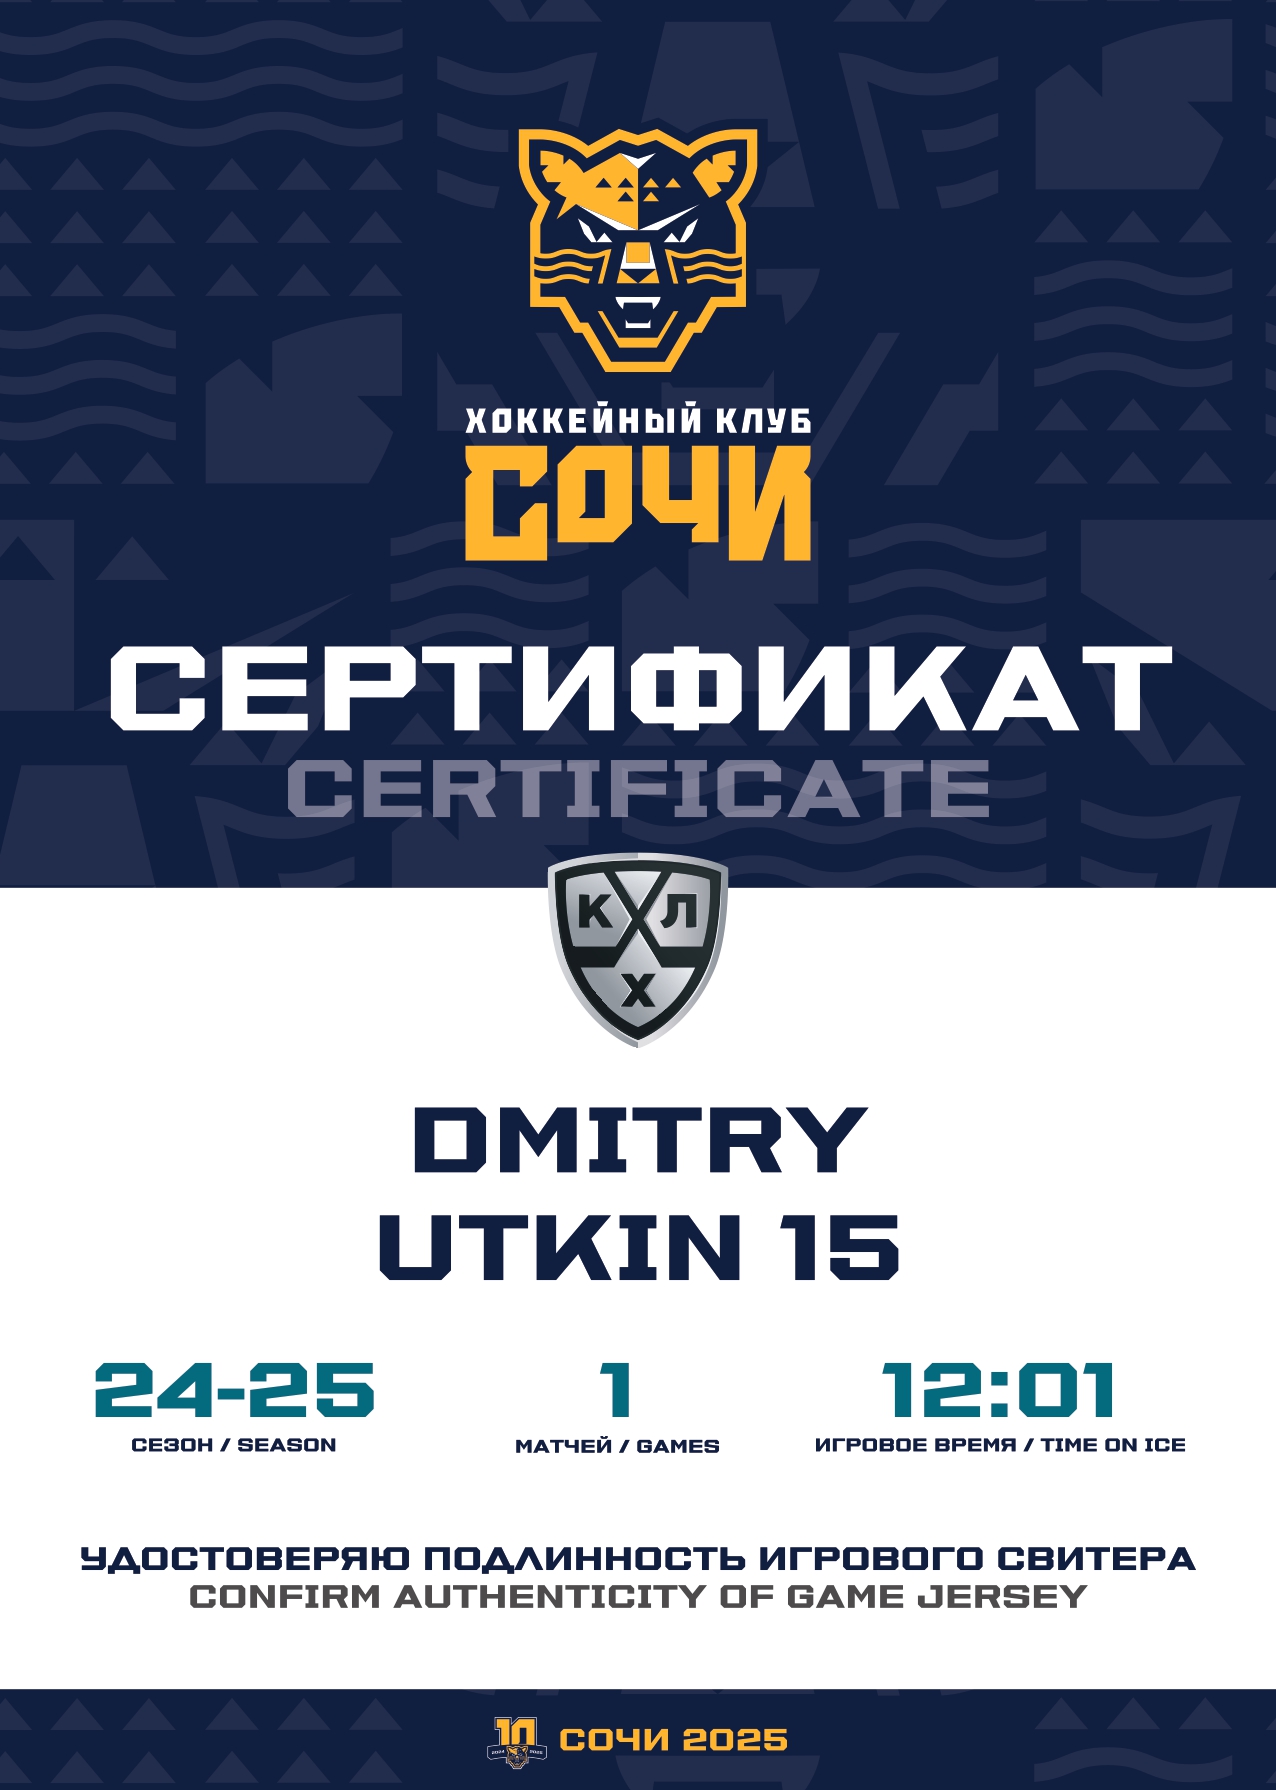 ХОККЕЙНЫЙ КЛУБ
СОЧИ
СЕРТИФИКАТ
CERTIFICATE
К Л
Х
DMITRY
UTKIN 15
24-25 1 12:01
СЕЗОН / SEASON МАТЧЕЙ / GAMES ИГРОВОЕ ВРЕМЯ / TIME ON ICE
УДОСТОВЕРЯЮ ПОДЛИННОСТЬ ИГРОВОГО СВИТЕРА
CONFIRM AUTHENTICITY OF GAME JERSEY
10 СОЧИ 2025